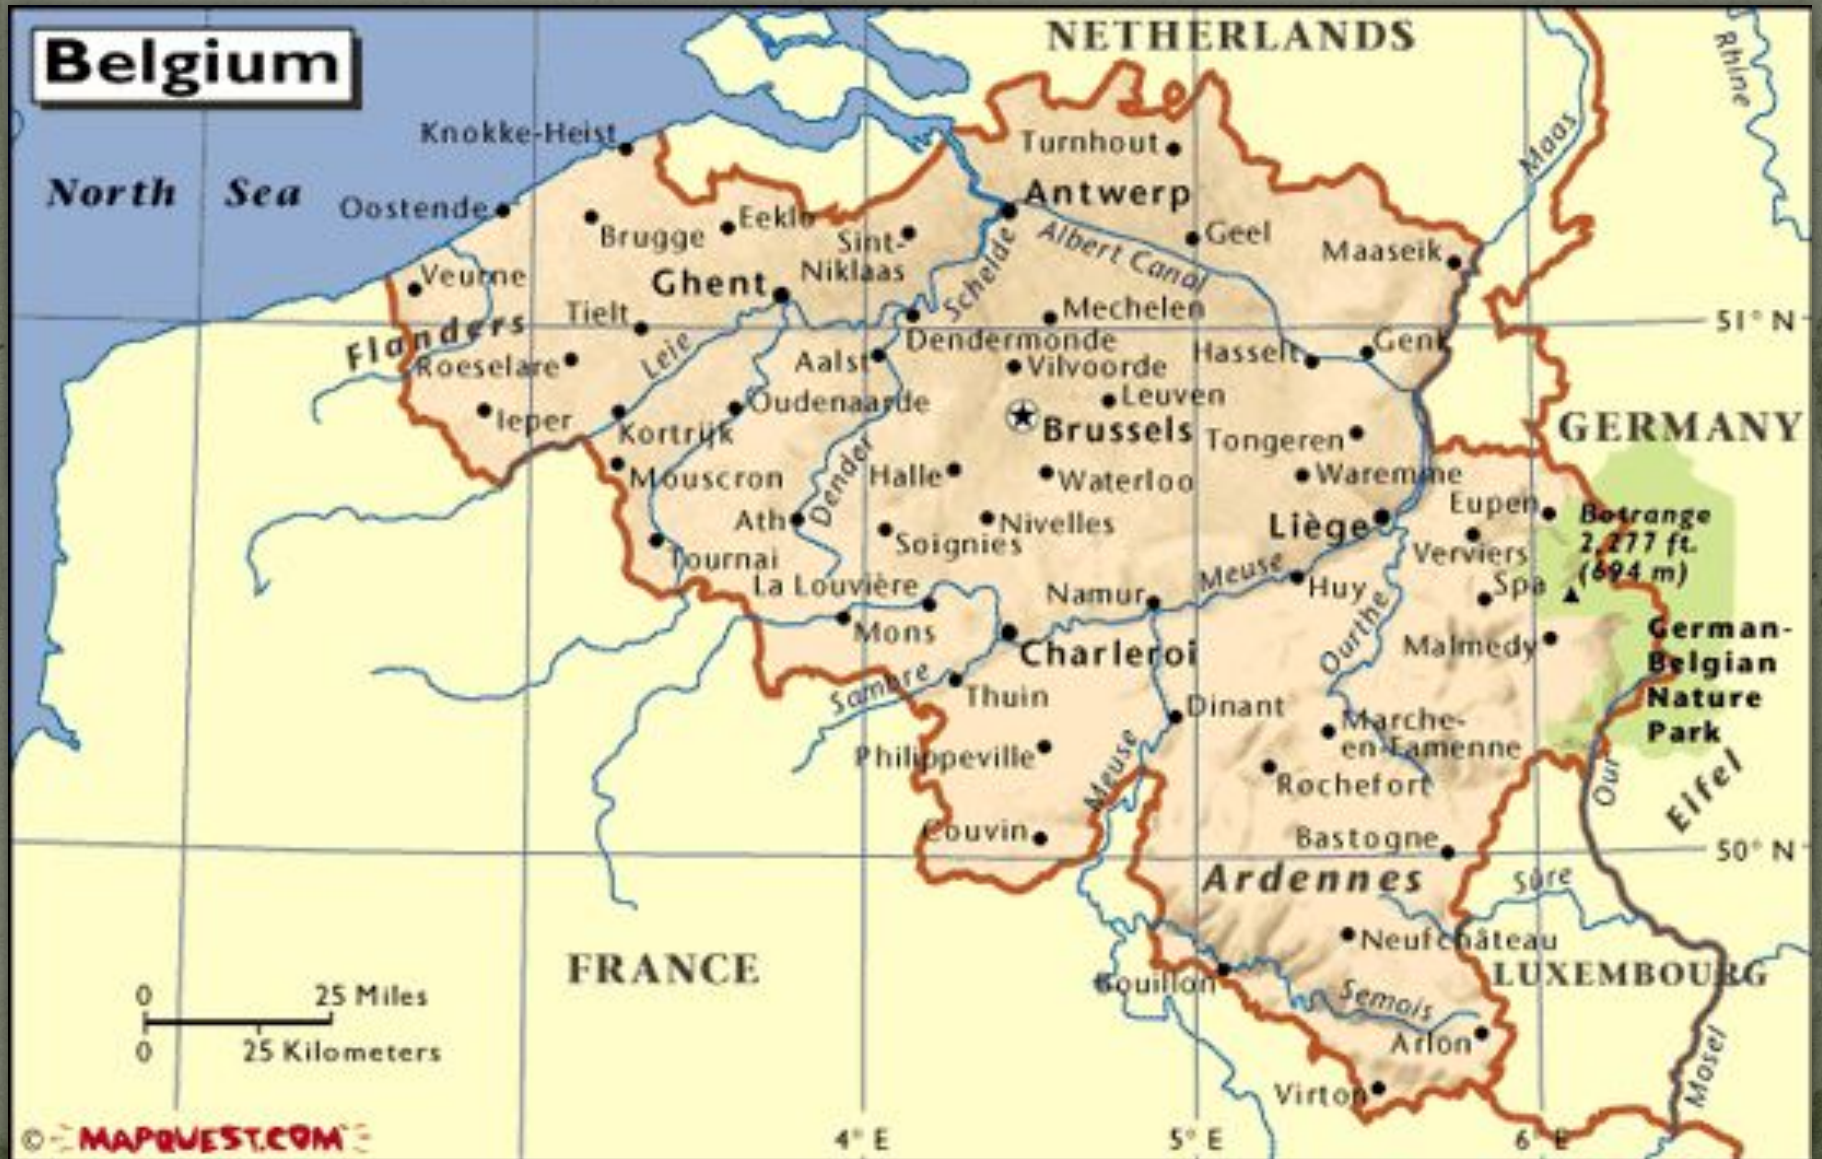 Belgium
NETHERLANDS
Rhine
Knokke-Heist
Turnhout
Maas
North Sea
Oostende
Antwerp
Brugge
Eeklo
Sint-
Niklaas
Geel
Albert Canal
Maaseik
Veurne
Ghent
Schelde
Tielt
Mechelen
51° N
Flanders
Dendermonde
Leie
Roeselare
Aalst
Vilvoorde
Hasselt
Genk
Ieper
Oudenaarde
Leuven
Kortrijk
Brussels
Tongeren
GERMANY
Mouscron
Dender
Halle
Waterloo
Waremme
Eupen
Ath
Nivelles
Soignies
Liège
Botrange
2,277 ft.
(694 m)
Verviers
Tournai
La Louvière
Namur
Meuse
Huy
Spa
Mons
Charleroi
Ourthe
Malmedy
German-
Belgian
Nature
Park
Sambre
Thuin
Dinant
Marche-
en-Famenne
Philippeville
Meuse
Rochefort
Our
Eifel
Couvin
Bastogne
50° N
Ardennes
Sûre
Neufchâteau
FRANCE
LUXEMBOURG
Bouillon
Semois
0 25 Miles
0 25 Kilometers
Arlon
Mosel
Virton
© MAPQUEST.COM
4° E
5° E
6° E